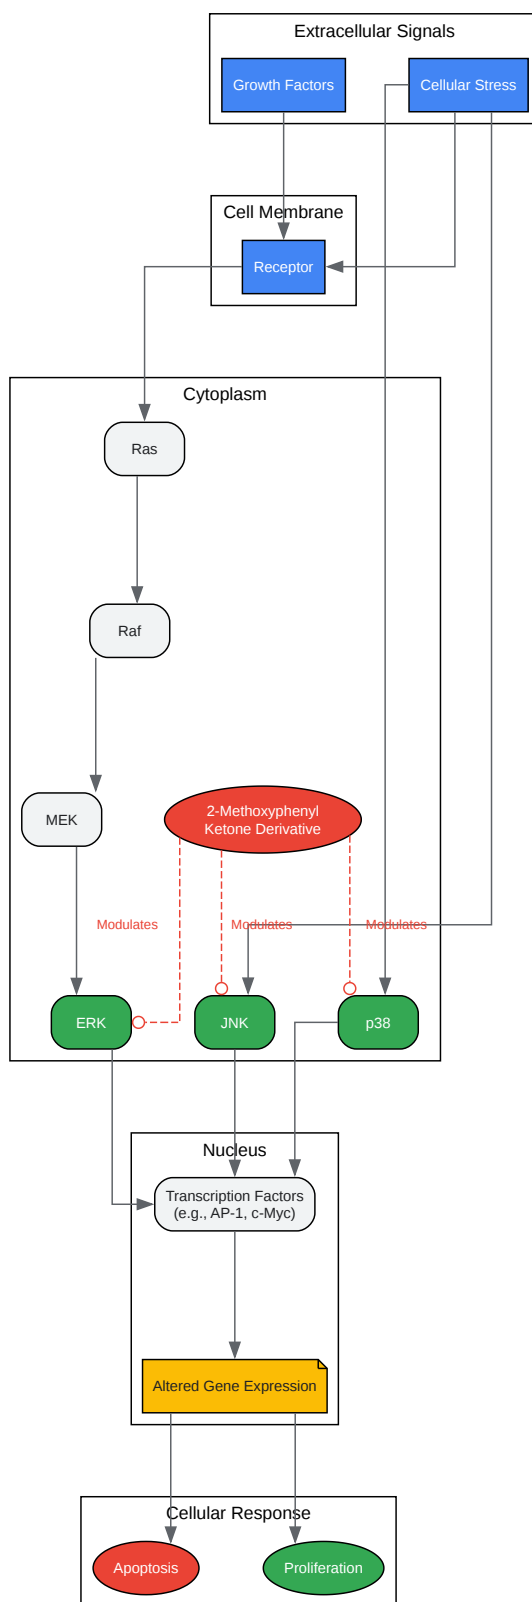 Extracellular Signals
Growth Factors
Cellular Stress
Cell Membrane
Receptor
Cytoplasm
Ras
Raf
MEK
2-Methoxyphenyl
Ketone Derivative
Modulates
Modulates
Modulates
ERK
JNK
p38
Nucleus
Transcription Factors
(e.g., AP-1, c-Myc)
Altered Gene Expression
Cellular Response
Apoptosis
Proliferation